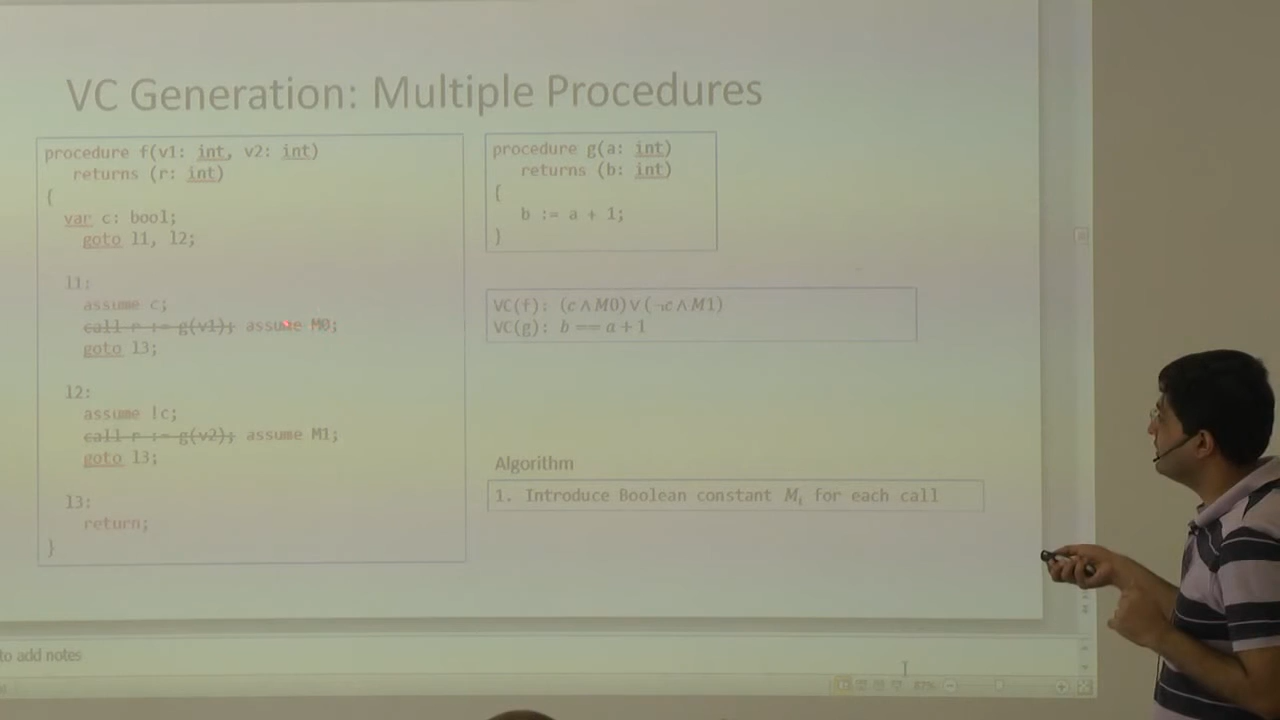 VC Generation: Multiple Procedures
procedure f(v1: int, v2: int)
returns (r: int)
{
var c: bool;
goto l1, l2;
l1:
assume c;
call r := g(v1); assume M0;
goto l3;
l2:
assume !c;
call r := g(v2); assume M1;
goto l3;
l3:
return;
}
procedure g(a: int)
returns (b: int)
{
b := a + 1;
}
VC(f): (c ∧ M0) ∨ (¬c ∧ M1)
VC(g): b == a + 1
Algorithm
1. Introduce Boolean constant Mi for each call
to add notes
87%